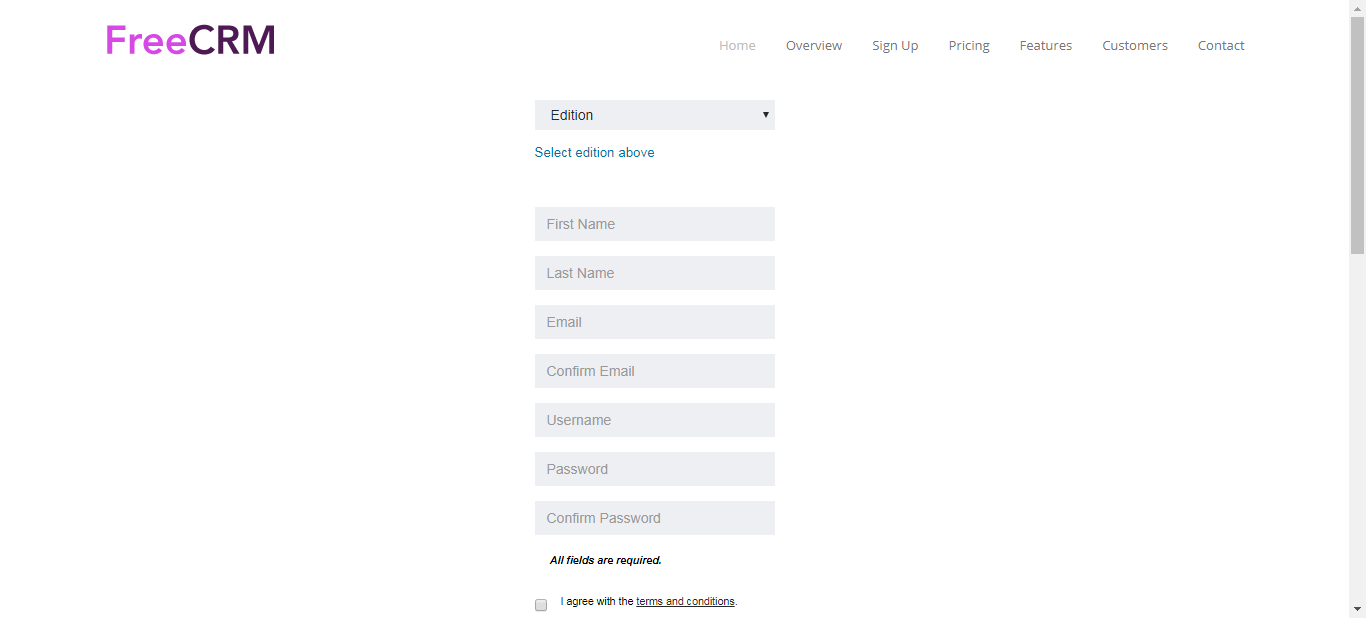 FreeCRM
Home Overview Sign Up Pricing Features Customers Contact
Edition
Select edition above
First Name
Last Name
Email
Confirm Email
Username
Password
Confirm Password
All fields are required.
I agree with the terms and conditions.